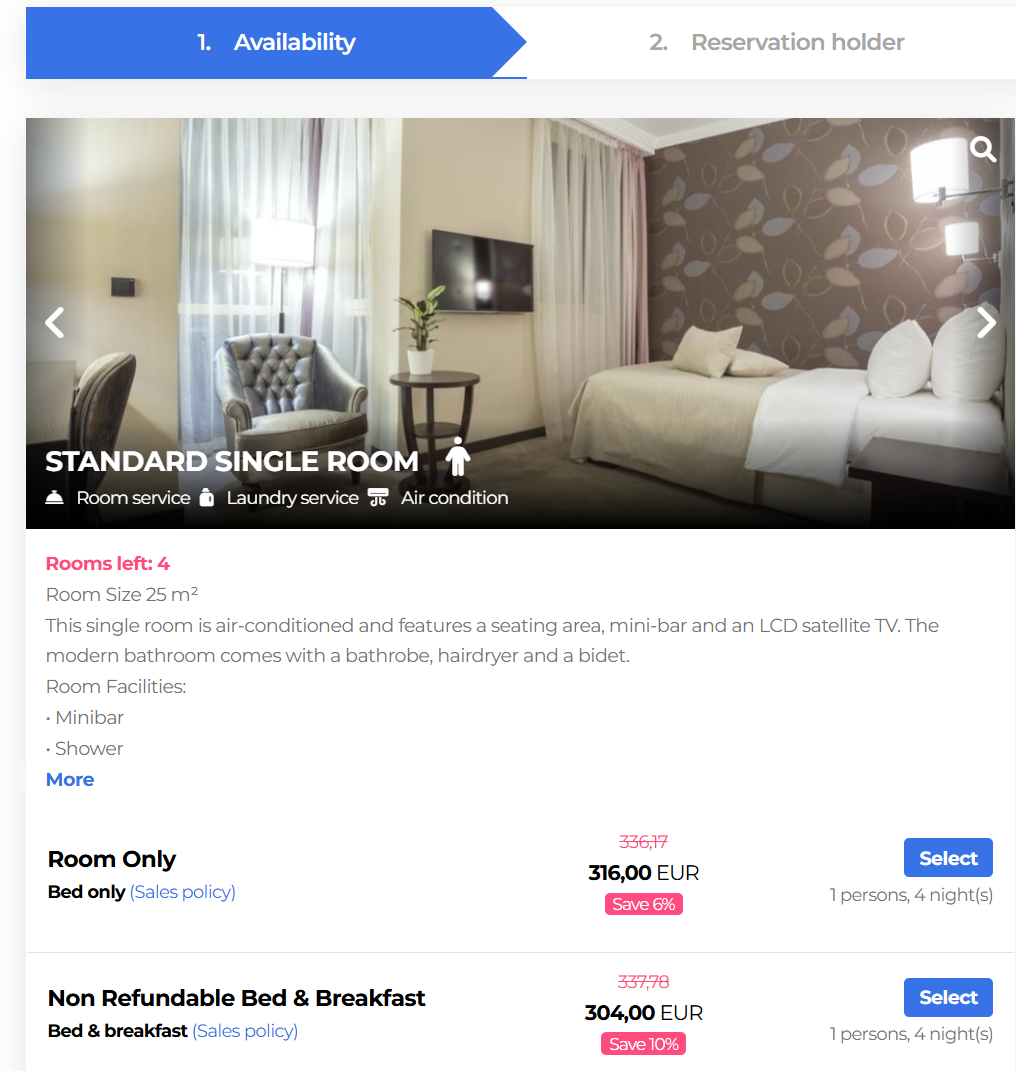 1. Availability
2. Reservation holder
STANDARD SINGLE ROOM
Room service Laundry service Air condition
Rooms left: 4
Room Size 25 m²
This single room is air-conditioned and features a seating area, mini-bar and an LCD satellite TV. The
modern bathroom comes with a bathrobe, hairdryer and a bidet.
Room Facilities:
• Minibar
• Shower
More
Room Only
Bed only (Sales policy)
336,17
316,00 EUR
Save 6%
Select
1 persons, 4 night(s)
Non Refundable Bed & Breakfast
Bed & breakfast (Sales policy)
337,78
304,00 EUR
Save 10%
Select
1 persons, 4 night(s)